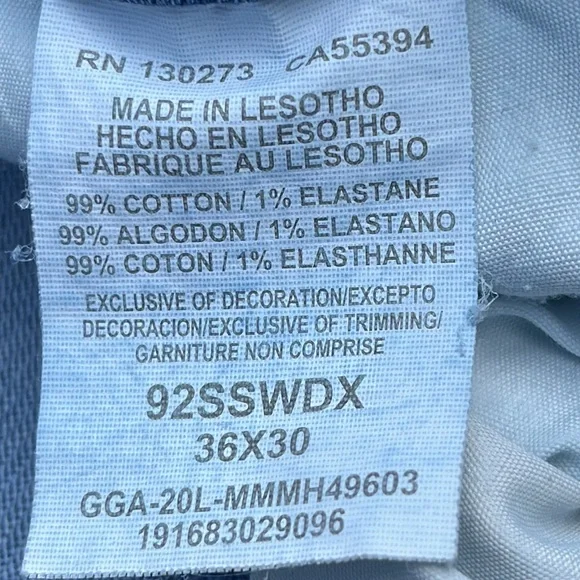 RN 130273 CA55394
MADE IN LESOTHO
HECHO EN LESOTHO
FABRIQUE AU LESOTHO
99% COTTON / 1% ELASTANE
99% ALGODON / 1% ELASTANO
99% COTON / 1% ELASTHANNE
EXCLUSIVE OF DECORATION/EXCEPTO
DECORACION/EXCLUSIVE OF TRIMMING/
GARNITURE NON COMPRISE
92SSWDX
36X30
GGA-20L-MMMH49603
191683029096